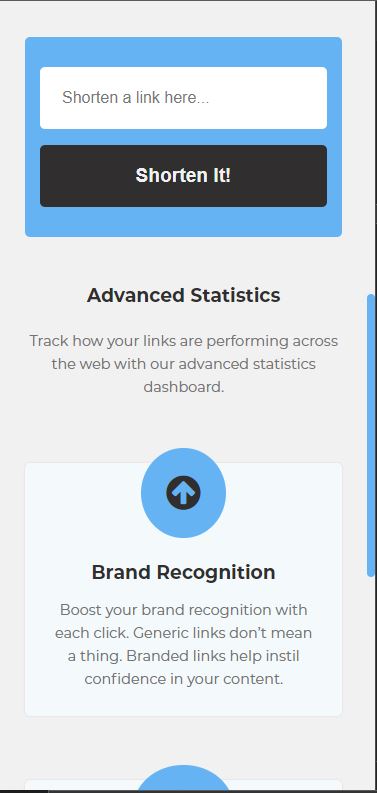 Shorten a link here...
Shorten It!
Advanced Statistics
Track how your links are performing across
the web with our advanced statistics
dashboard.
Brand Recognition
Boost your brand recognition with
each click. Generic links don't mean
a thing. Branded links help instil
confidence in your content.